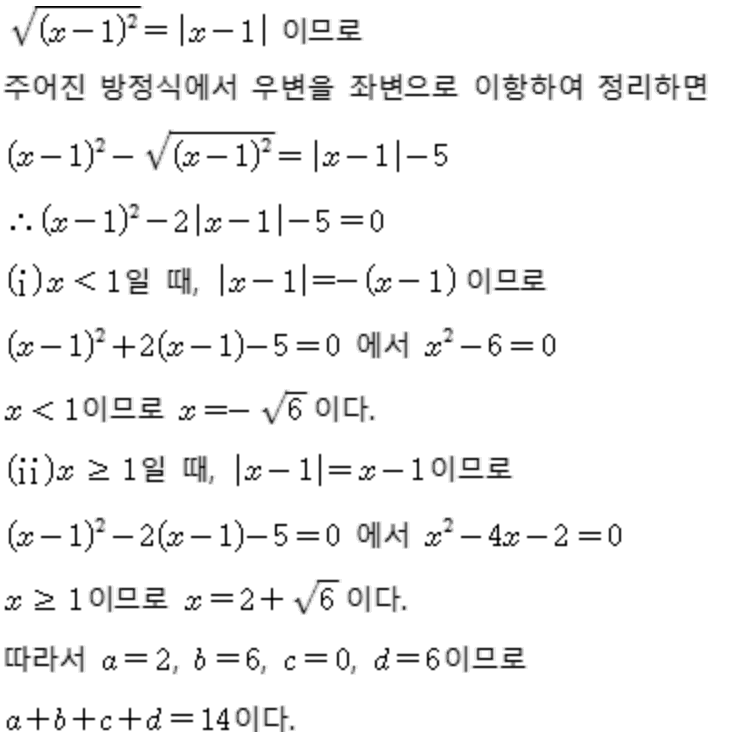 √(x−1)² = |x−1| 이므로
주어진 방정식에서 우변을 좌변으로 이항하여 정리하면
(x−1)²− √(x−1)² = |x−1|−5
∴ (x−1)²−2|x−1|−5=0
(i)x<1일 때, |x−1|=−(x−1) 이므로
(x−1)²+2(x−1)−5=0 에서 x²−6=0
x<1이므로 x=− √6 이다.
(ii)x ≥ 1일 때, |x−1|=x−1이므로
(x−1)²−2(x−1)−5=0 에서 x²−4x−2=0
x ≥ 1이므로 x=2+ √6 이다.
따라서 a=2, b=6, c=0, d=6이므로
a+b+c+d=14이다.